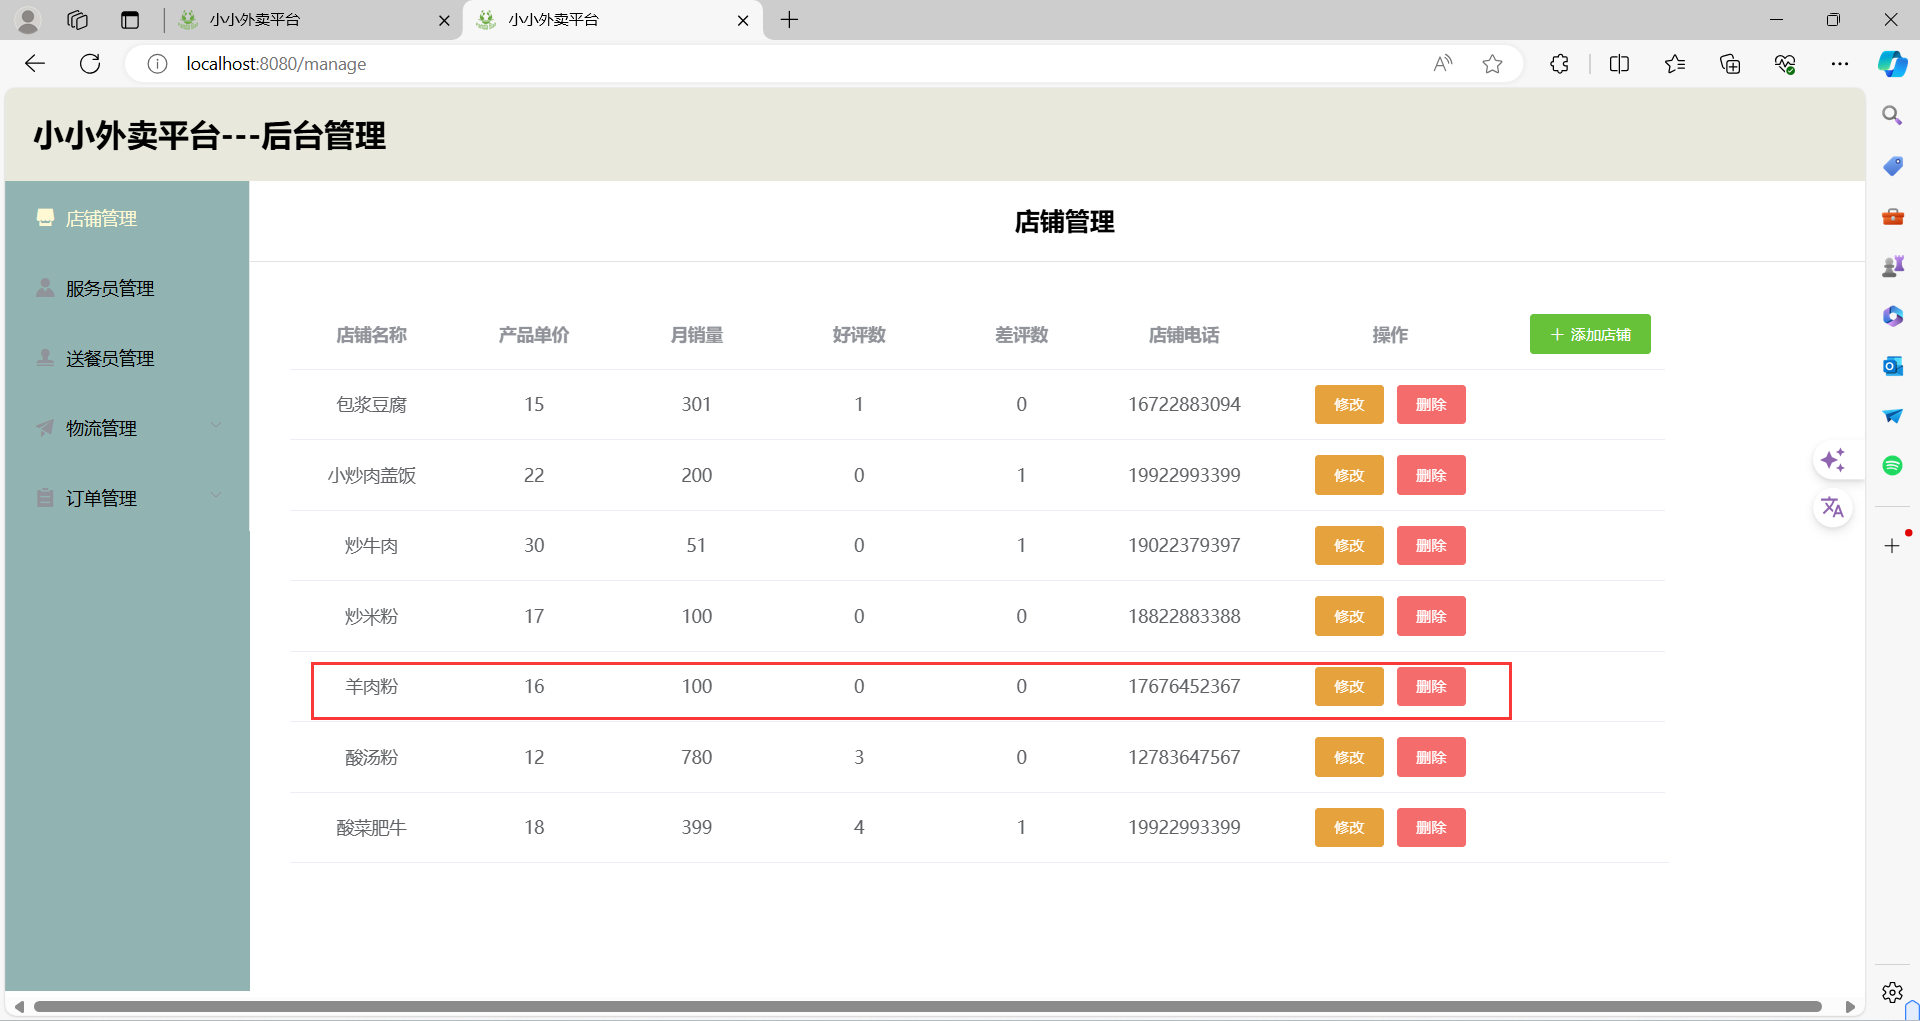 小小外卖平台
小小外卖平台
localhost:8080/manage
小小外卖平台---后台管理
店铺管理
服务员管理
送餐员管理
物流管理
订单管理
店铺管理
店铺名称 产品单价 月销量 好评数 差评数 店铺电话 操作 添加店铺
包浆豆腐 15 301 1 0 16722883094 修改 删除
小炒肉盖饭 22 200 0 1 19922993399 修改 删除
炒牛肉 30 51 0 1 19022379397 修改 删除
炒米粉 17 100 0 0 18822883388 修改 删除
羊肉粉 16 100 0 0 17676452367 修改 删除
酸汤粉 12 780 3 0 12783647567 修改 删除
酸菜肥牛 18 399 4 1 19922993399 修改 删除